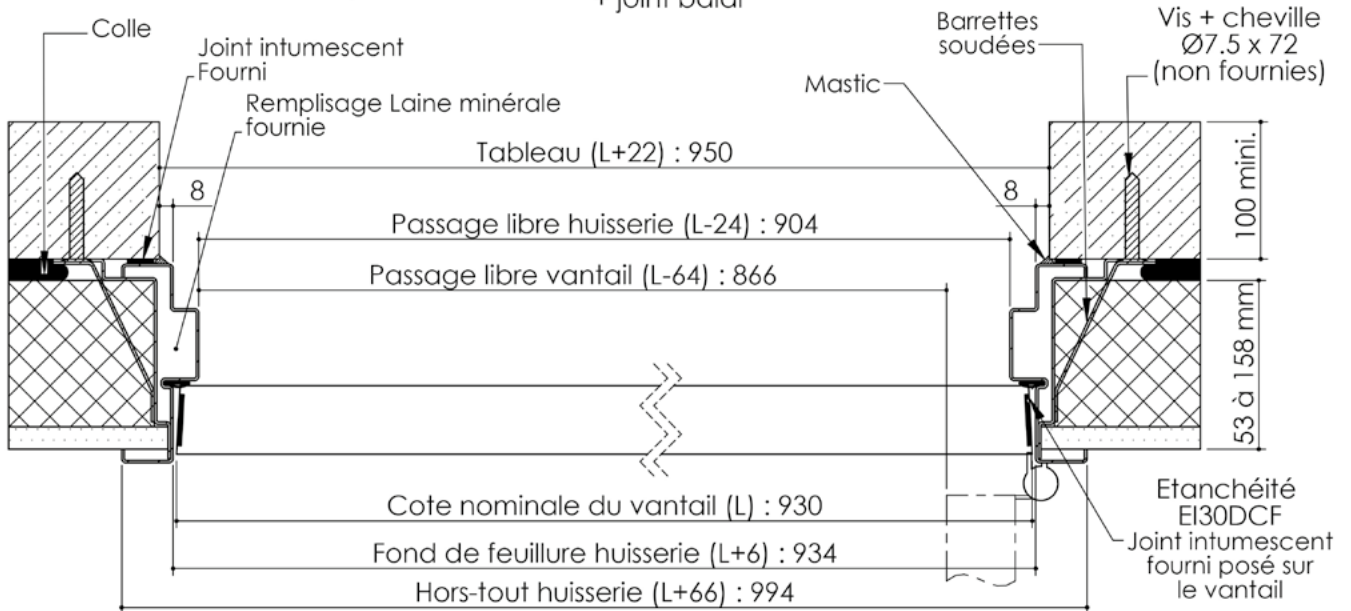 + joint balai
Colle
Joint intumescent
Fourni
Remplisage Laine minérale
fournie
Barrettes
soudées
Mastic
Vis + cheville
Ø7.5 x 72
(non fournies)
Tableau (L+22) : 950
8
8
Passage libre huisserie (L-24) : 904
Passage libre vantail (L-64) : 866
100 mini.
53 à 158 mm
Cote nominale du vantail (L) : 930
Fond de feuillure huisserie (L+6) : 934
Hors-tout huisserie (L+66) : 994
Etanchéité
EI30DCF
Joint intumescent
fourni posé sur
le vantail